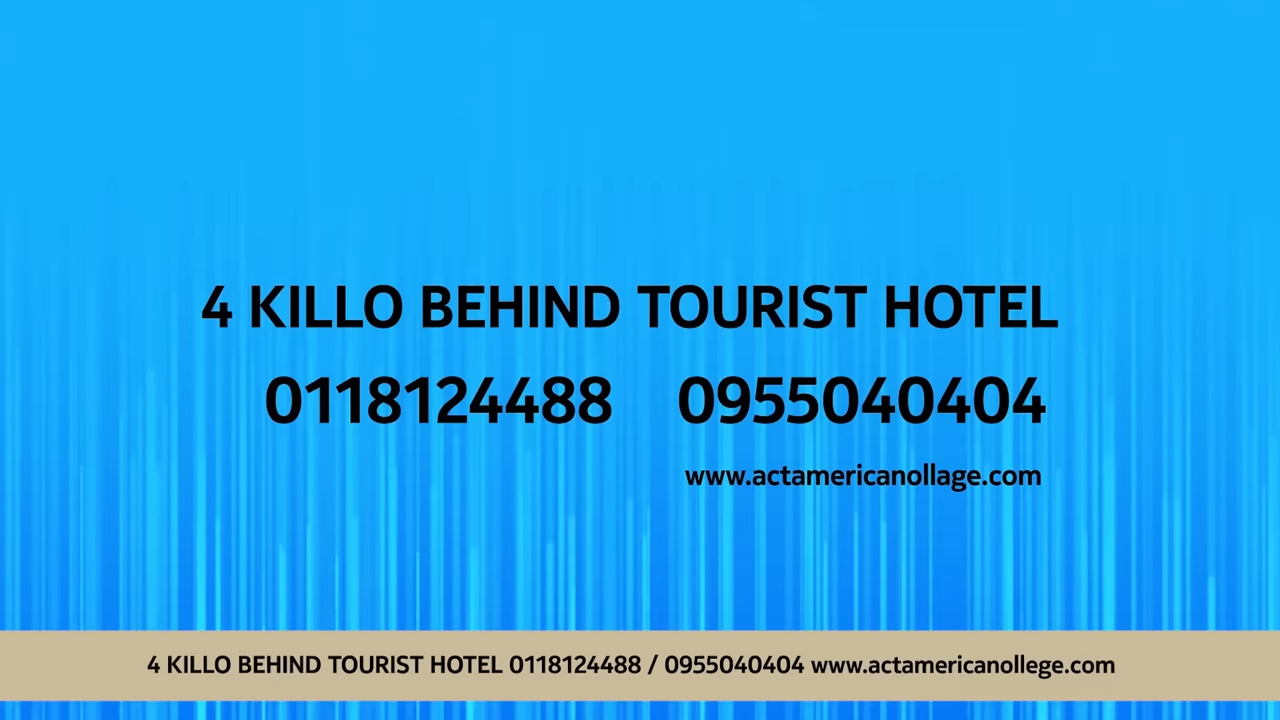 4 KILLO BEHIND TOURIST HOTEL
0118124488 0955040404
www.actamericanollage.com
4 KILLO BEHIND TOURIST HOTEL 0118124488 / 0955040404 www.actamericanollege.com